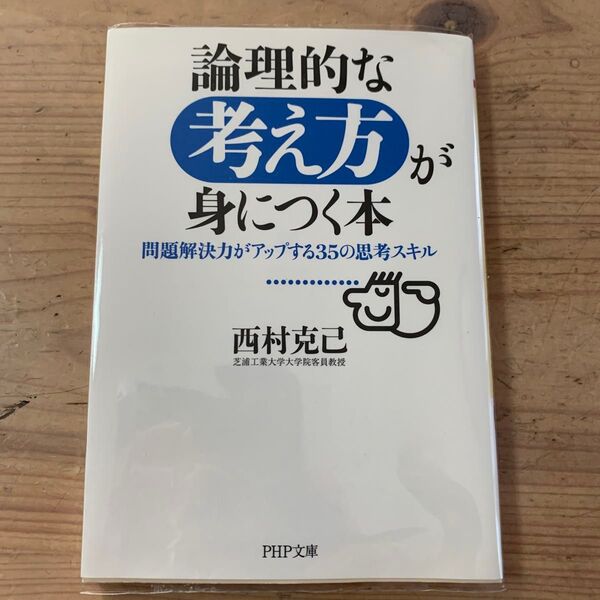 論理的な
考え方が
身につく本
問題解決力がアップする35の思考スキル
西村克己
芝浦工業大学大学院客員教授
PHP文庫